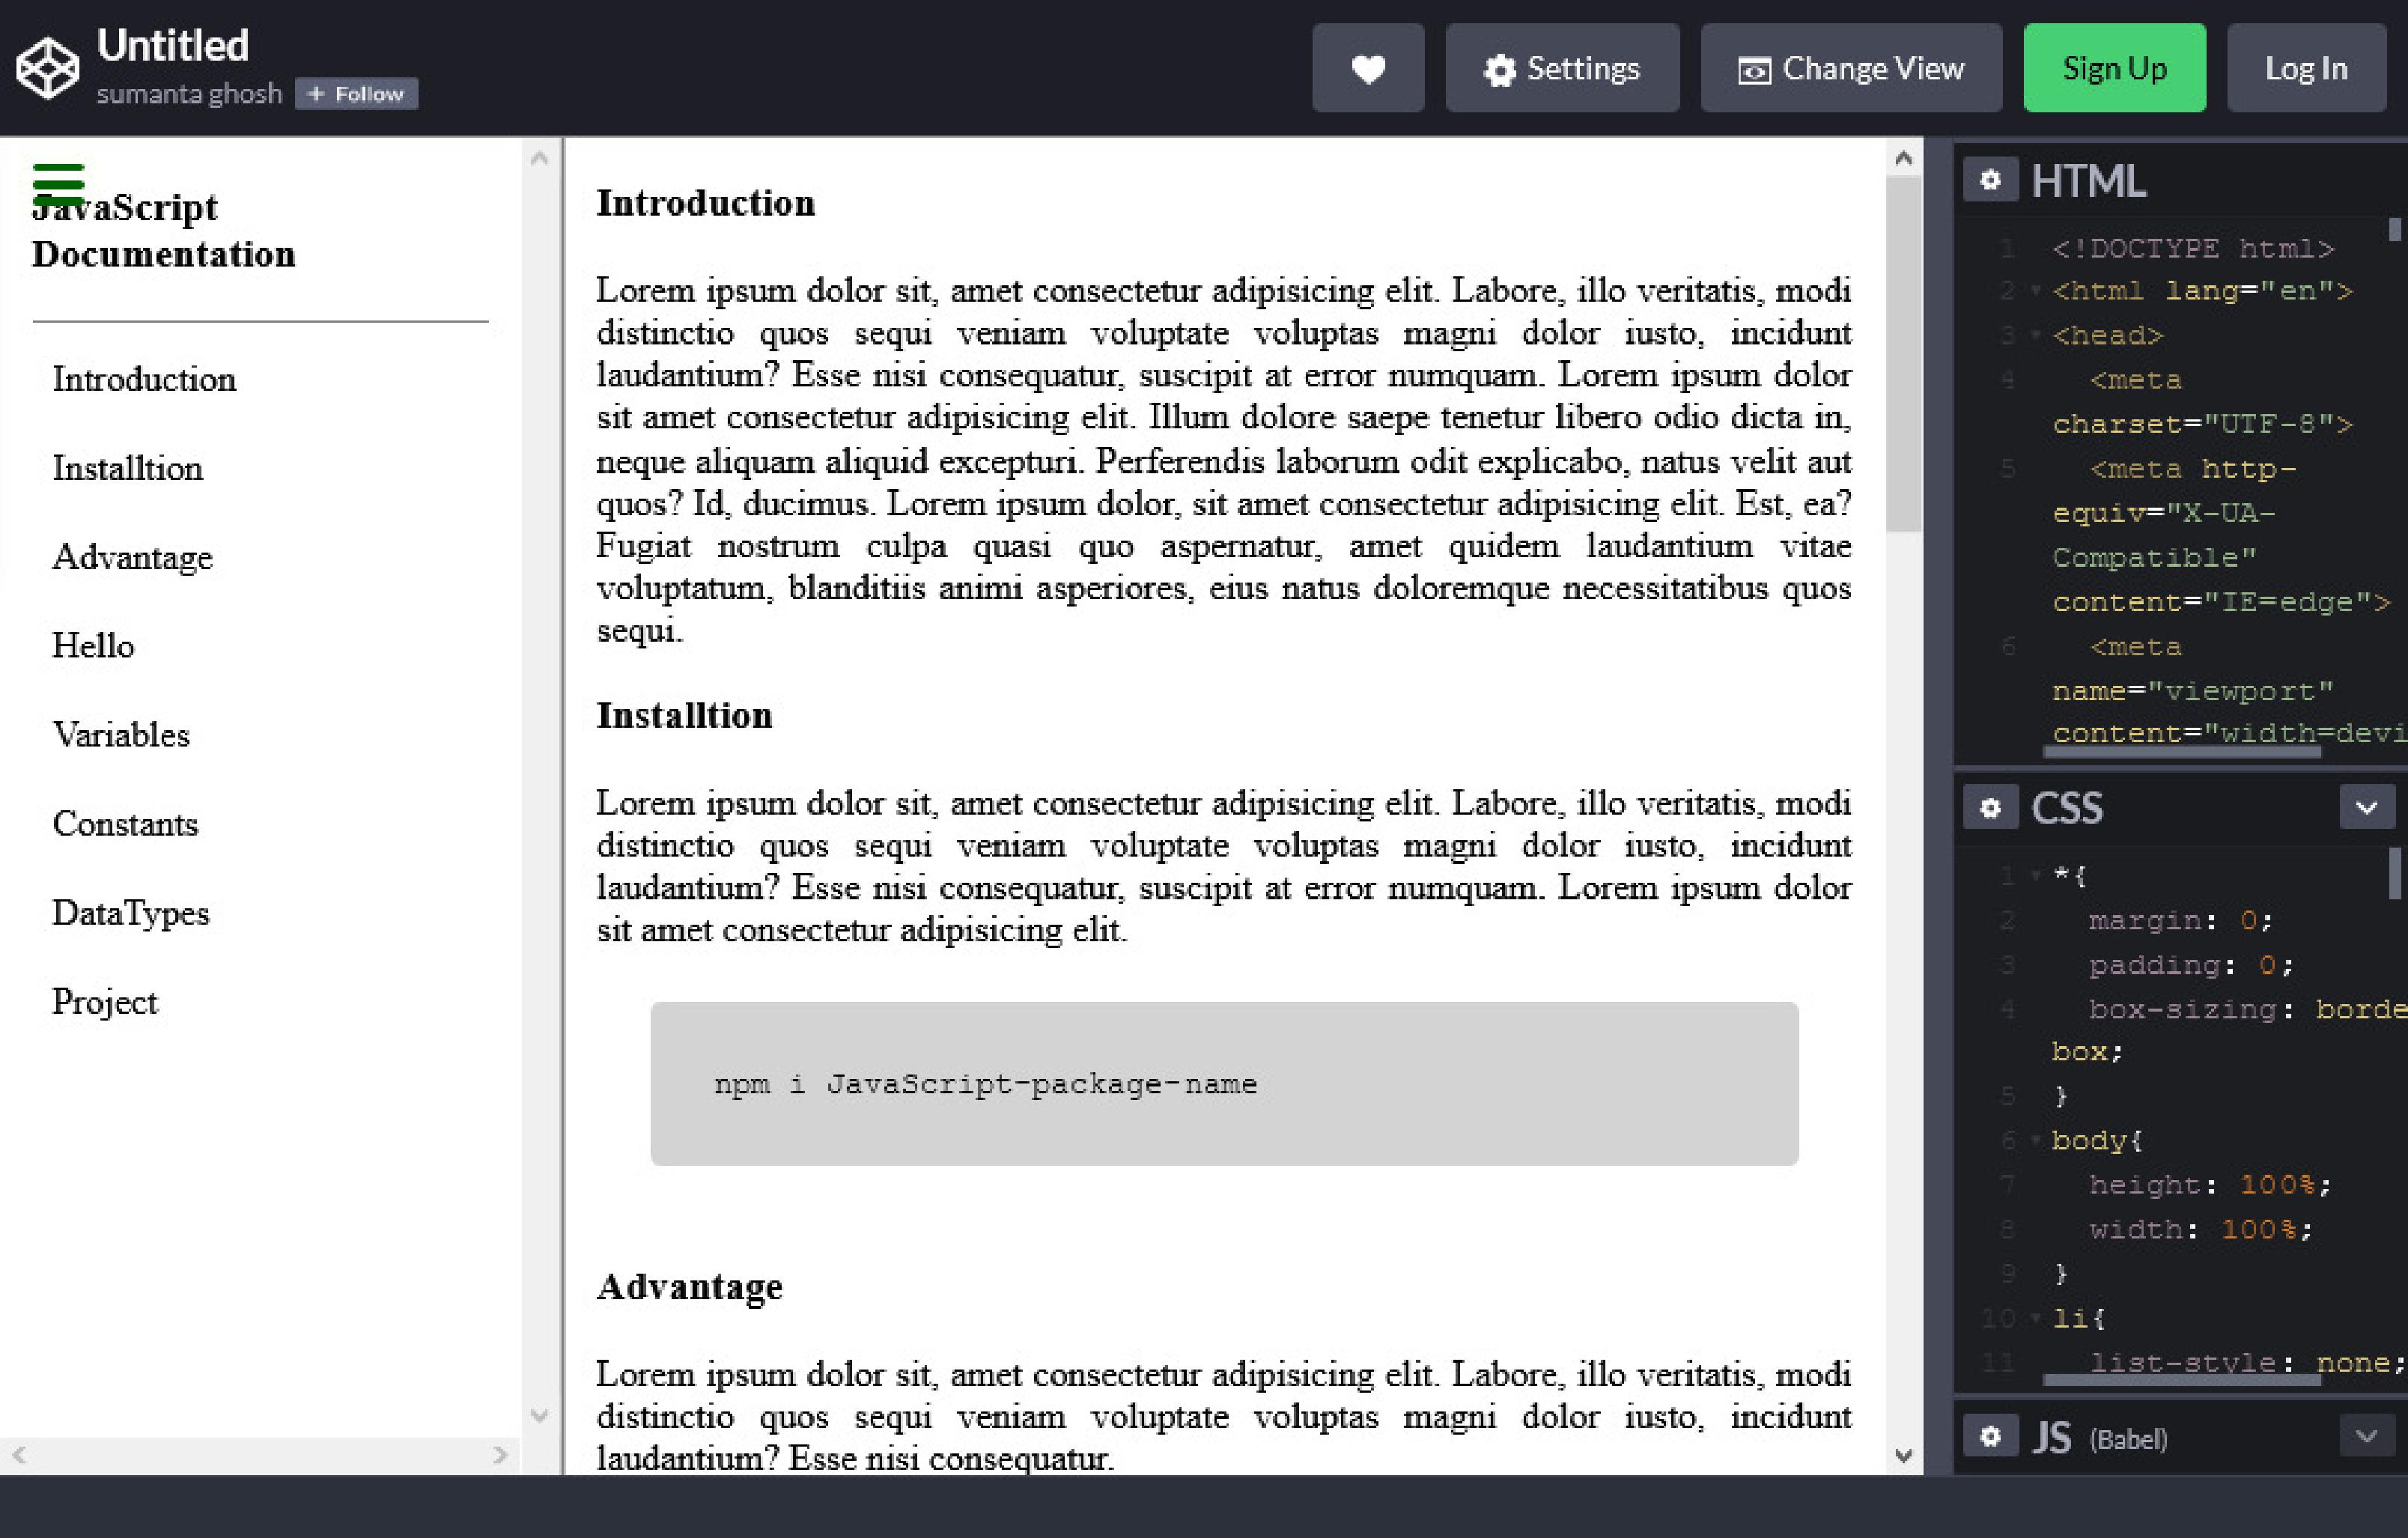 Untitled
sumanta ghosh + Follow
Settings
Change View
Sign Up
Log In
JavaScript
Documentation
Introduction
Installtion
Advantage
Hello
Variables
Constants
DataTypes
Project
Introduction
Lorem ipsum dolor sit, amet consectetur adipisicing elit. Labore, illo veritatis, modi
distinctio quos sequi veniam voluptate voluptas magni dolor iusto, incidunt
laudantium? Esse nisi consequatur, suscipit at error numquam. Lorem ipsum dolor
sit amet consectetur adipisicing elit. Illum dolore saepe tenetur libero odio dicta in,
neque aliquam aliquid excepturi. Perferendis laborum odit explicabo, natus velit aut
quos? Id, ducimus. Lorem ipsum dolor, sit amet consectetur adipisicing elit. Est, ea?
Fugiat nostrum culpa quasi quo aspernatur, amet quidem laudantium vitae
voluptatum, blanditiis animi asperiores, eius natus doloremque necessitatibus quos
sequi.
Installtion
Lorem ipsum dolor sit, amet consectetur adipisicing elit. Labore, illo veritatis, modi
distinctio quos sequi veniam voluptate voluptas magni dolor iusto, incidunt
laudantium? Esse nisi consequatur, suscipit at error numquam. Lorem ipsum dolor
sit amet consectetur adipisicing elit.
npm i JavaScript-package-name
Advantage
Lorem ipsum dolor sit, amet consectetur adipisicing elit. Labore, illo veritatis, modi
distinctio quos sequi veniam voluptate voluptas magni dolor iusto, incidunt
laudantium? Esse nisi consequatur.
HTML
1 <!DOCTYPE html>
2 <html lang="en">
3 <head>
4 <meta
charset="UTF-8">
5 <meta http-
equiv="X-UA-
Compatible"
content="IE=edge">
6 <meta
name="viewport"
content="width=devi
CSS
1 *{
2 margin: 0;
3 padding: 0;
4 box-sizing: borde
box;
5 }
6 body{
7 height: 100%;
8 width: 100%;
9 }
10 li{
11 list-style: none;
JS (Babel)